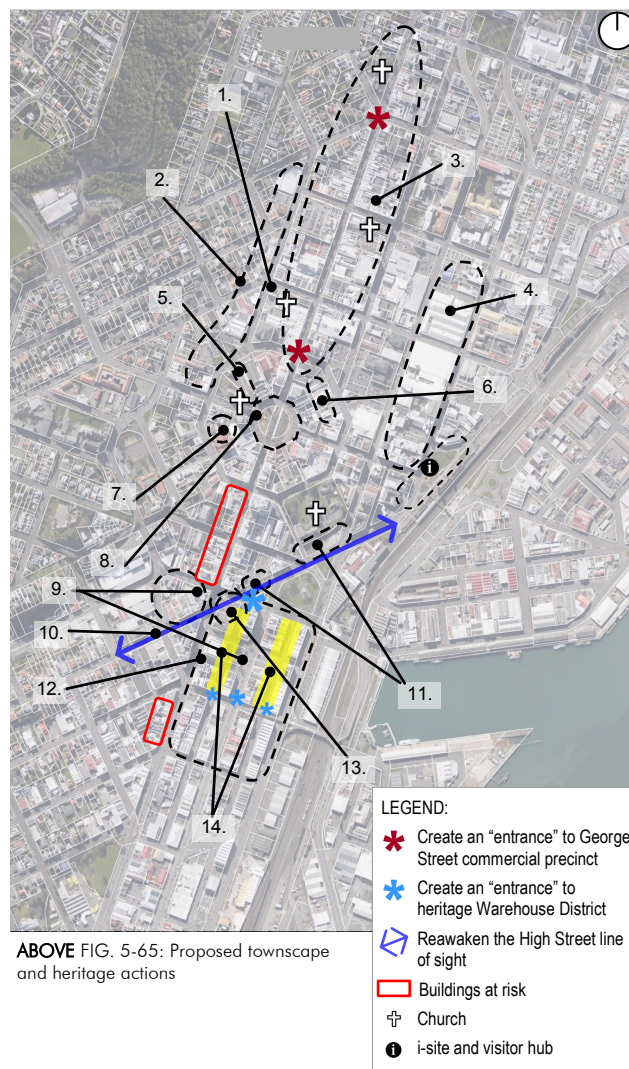 1.
2.
3.
4.
5.
6.
7.
8.
9.
10.
11.
12.
13.
14.
i
LEGEND:
Create an “entrance” to George
Street commercial precinct
Create an “entrance” to
heritage Warehouse District
Reawaken the High Street line
of sight
Buildings at risk
Church
i i-site and visitor hub
ABOVE FIG. 5-65: Proposed townscape
and heritage actions